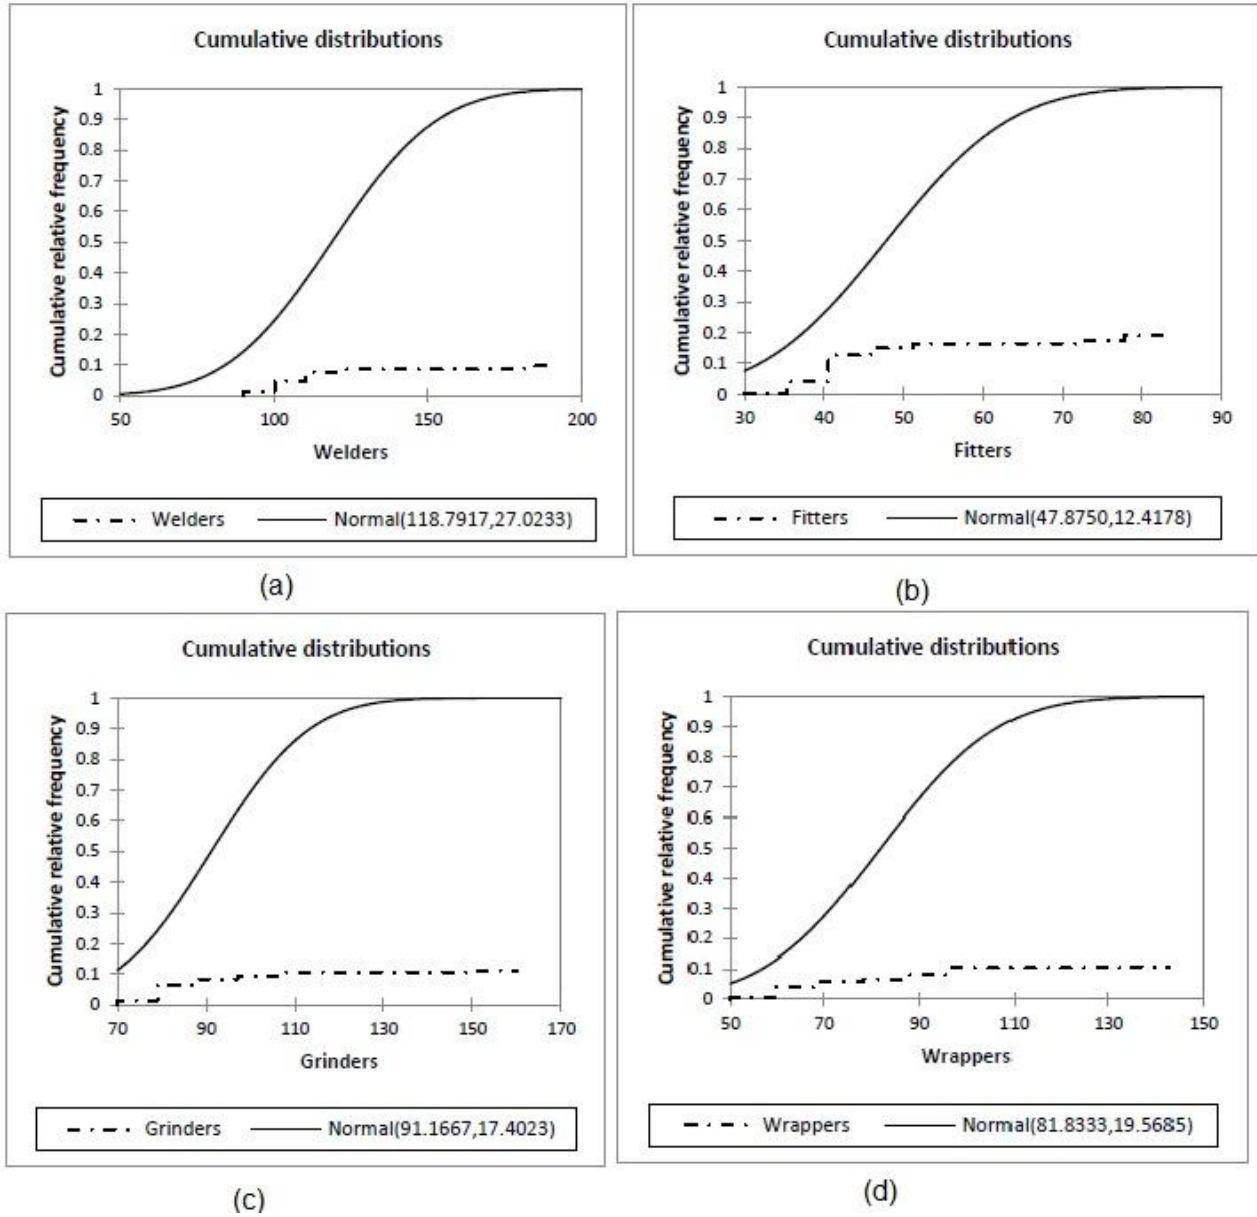 Cumulative distributions
Cumulative relative frequency
1
0.9
0.8
0.7
0.6
0.5
0.4
0.3
0.2
0.1
0
50 100 150 200
Welders
Welders Normal(118.7917,27.0233)
(a)
Cumulative distributions
Cumulative relative frequency
1
0.9
0.8
0.7
0.6
0.5
0.4
0.3
0.2
0.1
0
30 40 50 60 70 80 90
Fitters
Fitters Normal(47.8750,12.4178)
(b)
Cumulative distributions
Cumulative relative frequency
1
0.9
0.8
0.7
0.6
0.5
0.4
0.3
0.2
0.1
0
70 90 110 130 150 170
Grinders
Grinders Normal(91.1667,17.4023)
(c)
Cumulative distributions
Cumulative relative frequency
1
0.9
0.8
0.7
0.6
0.5
0.4
0.3
0.2
0.1
0
50 70 90 110 130 150
Wrappers
Wrappers Normal(81.8333,19.5685)
(d)